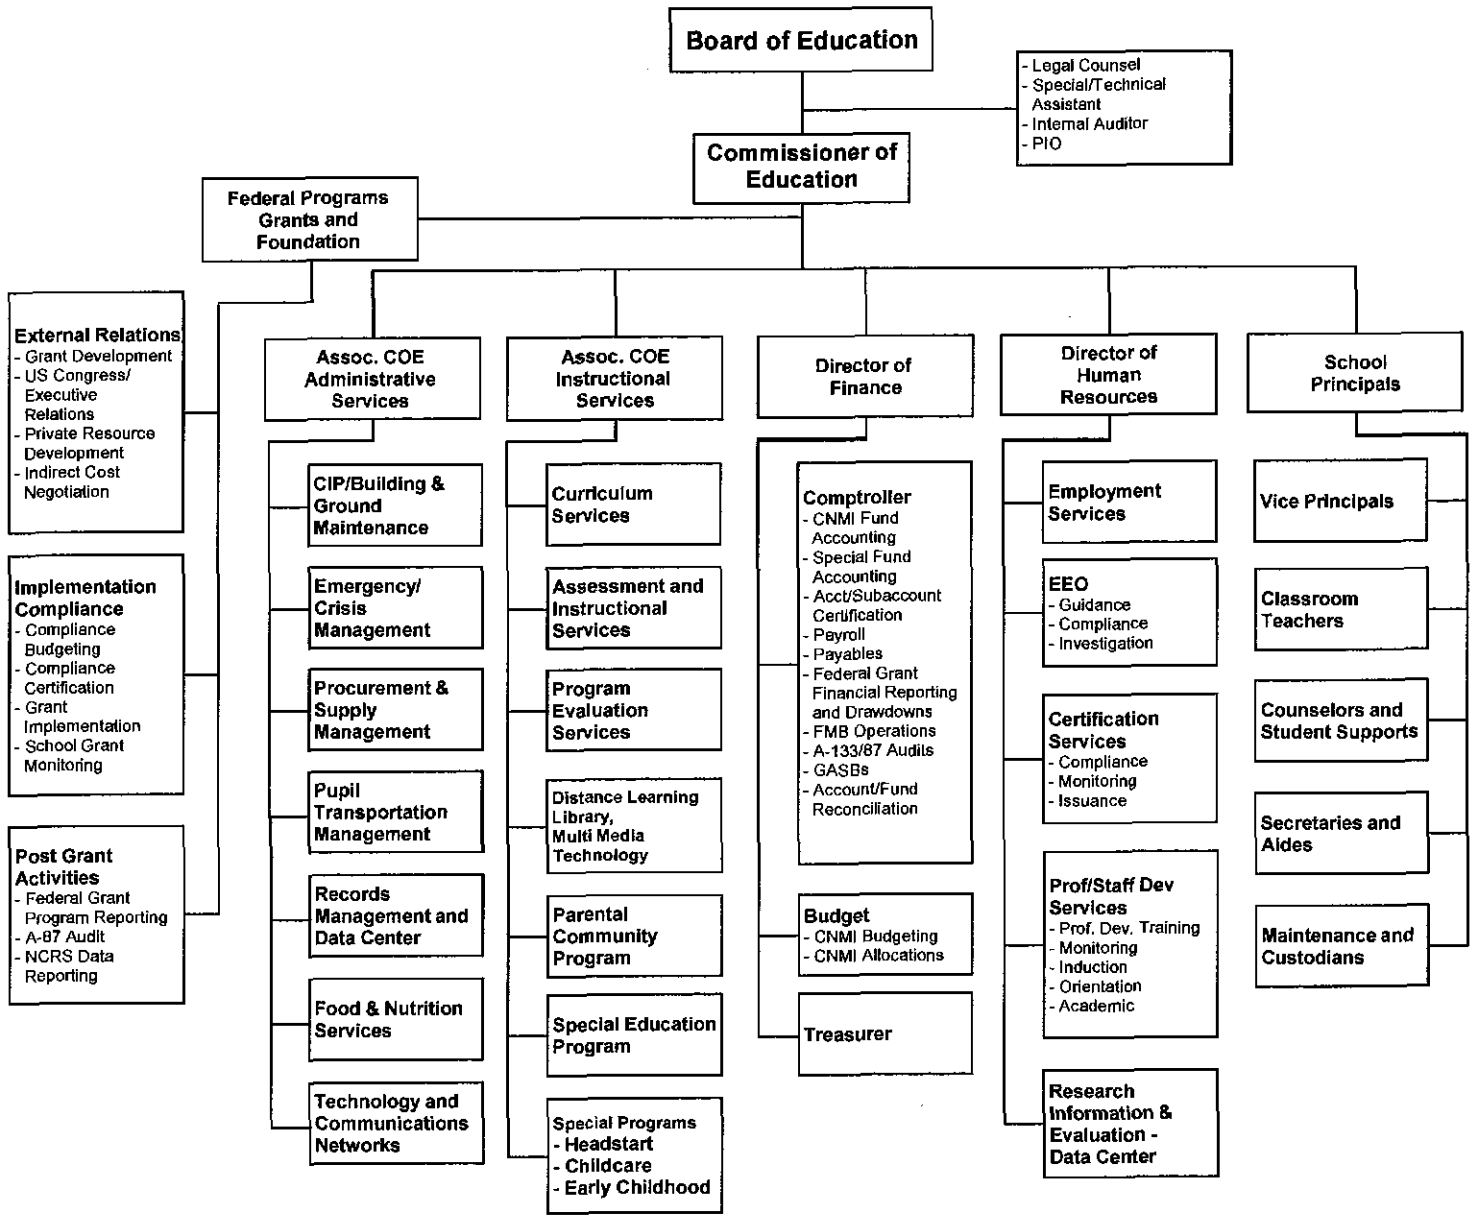 Board of Education
- Legal Counsel
- Special/Technical
Assistant
- Internal Auditor
- PIO
Commissioner of
Education
Federal Programs
Grants and
Foundation
External Relations
- Grant Development
- US Congress/
Executive
Relations
- Private Resource
Development
- Indirect Cost
Negotiation
Implementation
Compliance
- Compliance
Budgeting
- Compliance
Certification
- Grant
Implementation
- School Grant
Monitoring
Post Grant
Activities
- Federal Grant
Program Reporting
- A-87 Audit
- NCRS Data
Reporting
Assoc. COE
Administrative
Services
CIP/Building &
Ground
Maintenance
Emergency/
Crisis
Management
Procurement &
Supply
Management
Pupil
Transportation
Management
Records
Management and
Data Center
Food & Nutrition
Services
Technology and
Communications
Networks
Assoc. COE
Instructional
Services
Curriculum
Services
Assessment and
Instructional
Services
Program
Evaluation
Services
Distance Learning
Library,
Multi Media
Technology
Parental
Community
Program
Special Education
Program
Special Programs
- Headstart
- Childcare
- Early Childhood
Director of
Finance
Comptroller
- CNMI Fund
Accounting
- Special Fund
Accounting
- Acct/Subaccount
Certification
- Payroll
- Payables
- Federal Grant
Financial Reporting
and Drawdowns
- FMB Operations
- A-133/87 Audits
- GASBs
- Account/Fund
Reconciliation
Budget
- CNMI Budgeting
- CNMI Allocations
Treasurer
Director of
Human
Resources
Employment
Services
EEO
- Guidance
- Compliance
- Investigation
Certification
Services
- Compliance
- Monitoring
- Issuance
Prof/Staff Dev
Services
- Prof. Dev. Training
- Monitoring
- Induction
- Orientation
- Academic
Research
Information &
Evaluation -
Data Center
School
Principals
Vice Principals
Classroom
Teachers
Counselors and
Student Supports
Secretaries and
Aides
Maintenance and
Custodians